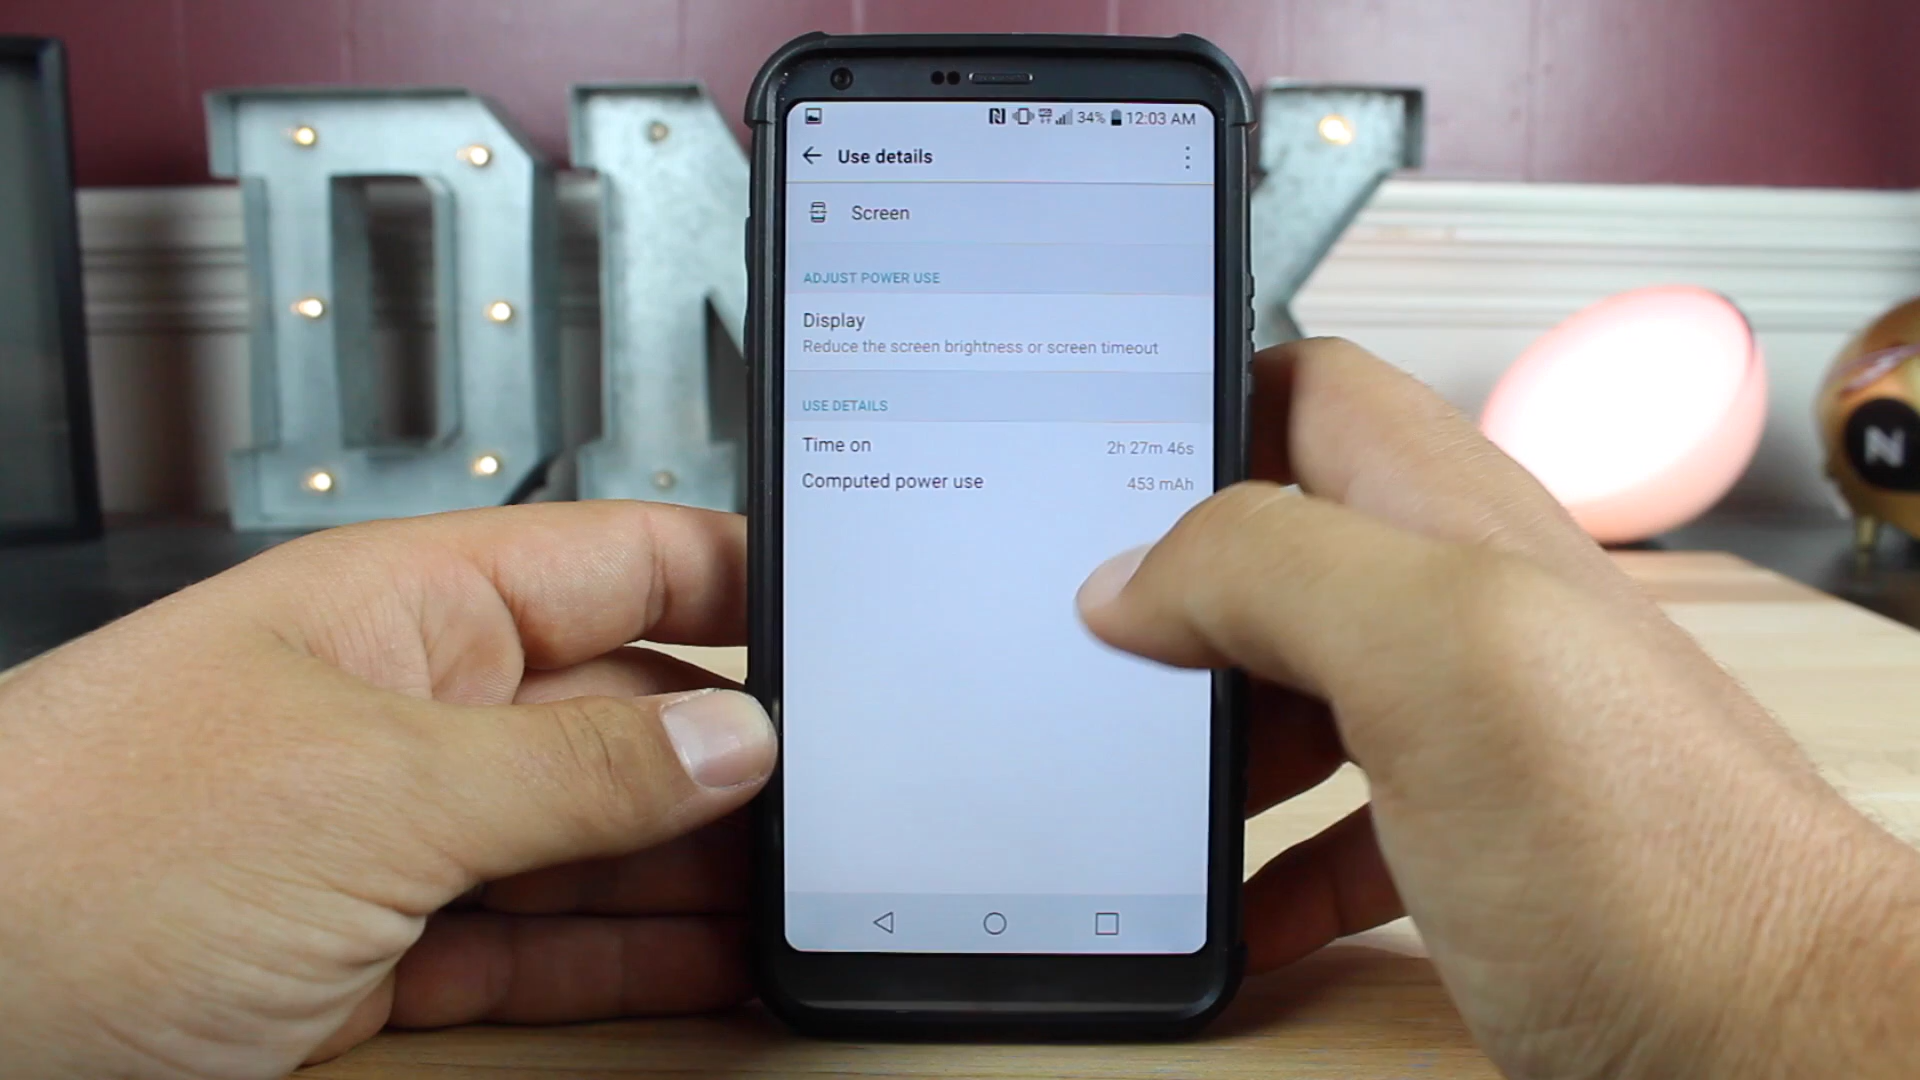 D N K
34% 12:03 AM
Use details
Screen
ADJUST POWER USE
Display
Reduce the screen brightness or screen timeout
USE DETAILS
Time on 2h 27m 46s
Computed power use 453 mAh
N